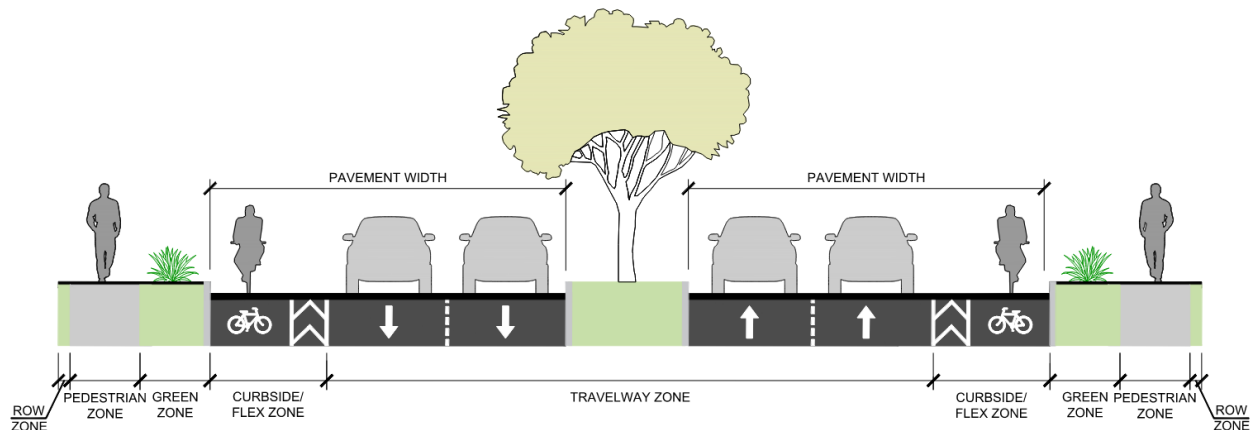 PAVEMENT WIDTH
PAVEMENT WIDTH
ROW
ZONE
PEDESTRIAN
ZONE
GREEN
ZONE
CURBSIDE/
FLEX ZONE
TRAVELWAY ZONE
CURBSIDE/
FLEX ZONE
GREEN
ZONE
PEDESTRIAN
ZONE
ROW
ZONE